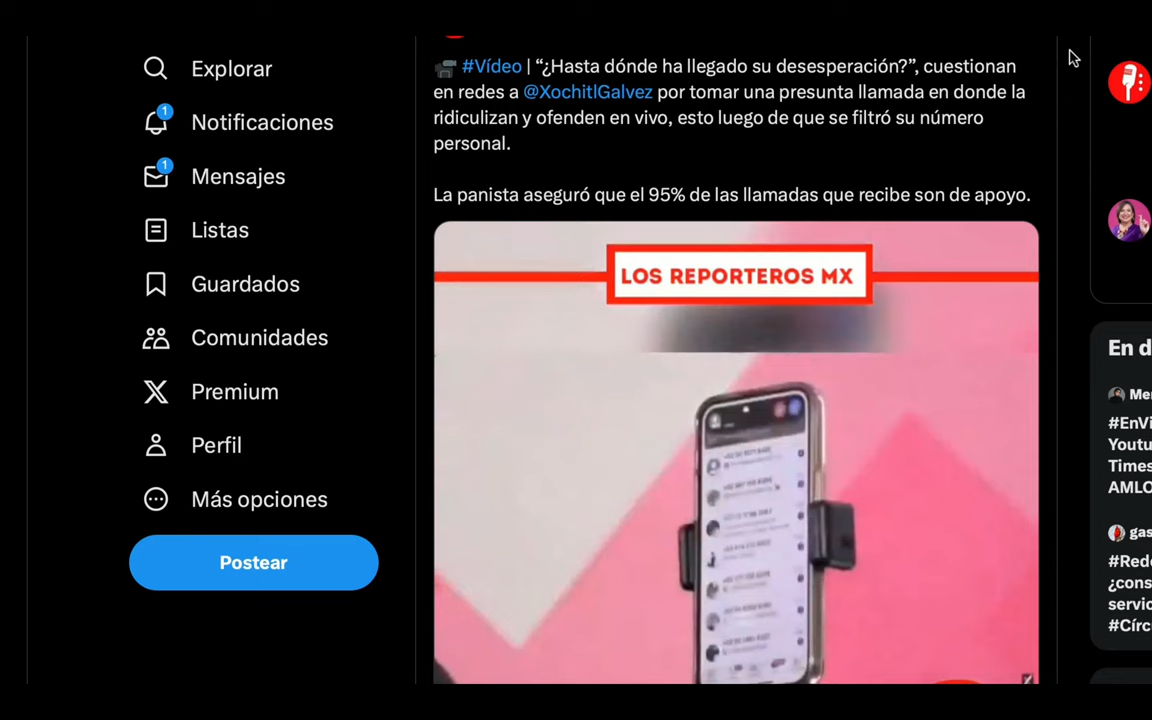 Explorar
Notificaciones
1
Mensajes
1
Listas
Guardados
Comunidades
Premium
Perfil
Más opciones
Postear
#Vídeo | “¿Hasta dónde ha llegado su desesperación?”, cuestionan
en redes a @XochitlGalvez por tomar una presunta llamada en donde la
ridiculizan y ofenden en vivo, esto luego de que se filtró su número
personal.
La panista aseguró que el 95% de las llamadas que recibe son de apoyo.
LOS REPORTEROS MX
En d
Me
#EnVi
Youtu
Times
AMLO
gas
#Rede
¿cons
servic
#Círc